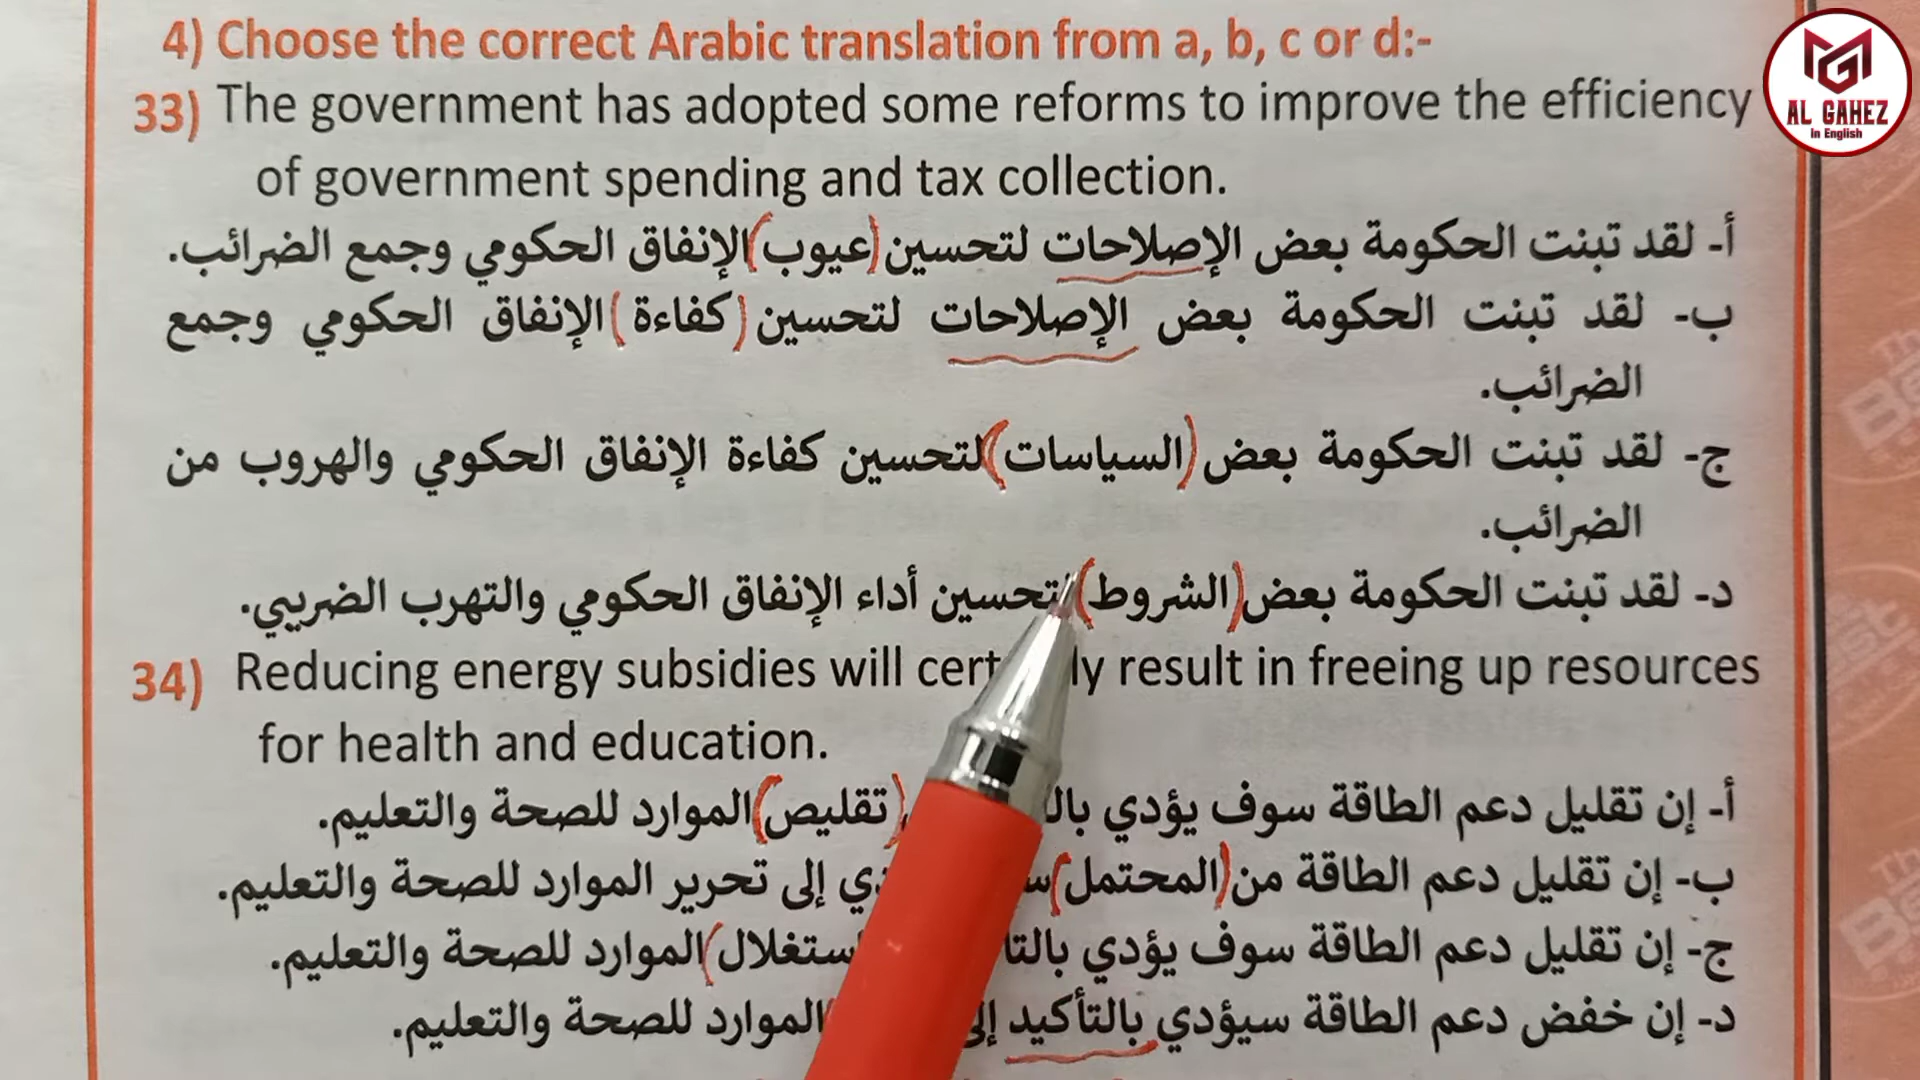 4) Choose the correct Arabic translation from a, b, c or d:-
AL GAHEZ
in English
33) The government has adopted some reforms to improve the efficiency
of government spending and tax collection.
أ- لقد تبنت الحكومة بعض الإصلاحات لتحسين (عيوب) الإنفاق الحكومي وجمع الضرائب.
ب- لقد تبنت الحكومة بعض الإصلاحات لتحسين (كفاءة) الإنفاق الحكومي وجمع
الضرائب.
ج- لقد تبنت الحكومة بعض (السياسات) لتحسين كفاءة الإنفاق الحكومي والهروب من
الضرائب.
د- لقد تبنت الحكومة بعض (الشروط) لتحسين أداء الإنفاق الحكومي والتهرب الضريبي.
34) Reducing energy subsidies will result in freeing up resources
for health and education.
أ- إن تقليل دعم الطاقة سوف يؤدي (تقليص) الموارد للصحة والتعليم.
ب- إن تقليل دعم الطاقة من (المحتمل) إلى تحرير الموارد للصحة والتعليم.
ج- إن تقليل دعم الطاقة سوف يؤدي الموارد للصحة والتعليم.
د- إن خفض دعم الطاقة سيؤدي بالتأكيد الموارد للصحة والتعليم.